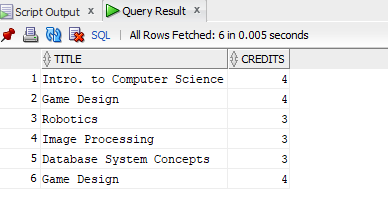 Script Output Query Result
SQL All Rows Fetched: 6 in 0.005 seconds
TITLE CREDITS
1 Intro. to Computer Science 4
2 Game Design 4
3 Robotics 3
4 Image Processing 3
5 Database System Concepts 3
6 Game Design 4